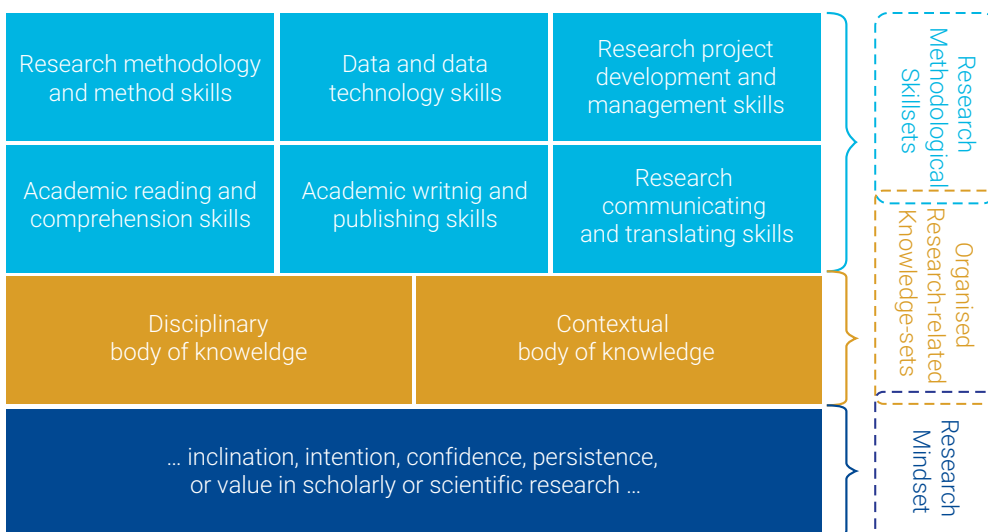 Research methodology
and method skills
Data and data
technology skills
Research project
development and
management skills
Academic reading and
comprehension skills
Academic writnig and
publishing skills
Research
communicating
and translating skills
Research
Methodological
Skillsets
Disciplinary
body of knoweldge
Contextual
body of knowledge
Organised
Research-related
Knowledge-sets
... inclination, intention, confidence, persistence,
or value in scholarly or scientific research ...
Research
Mindset